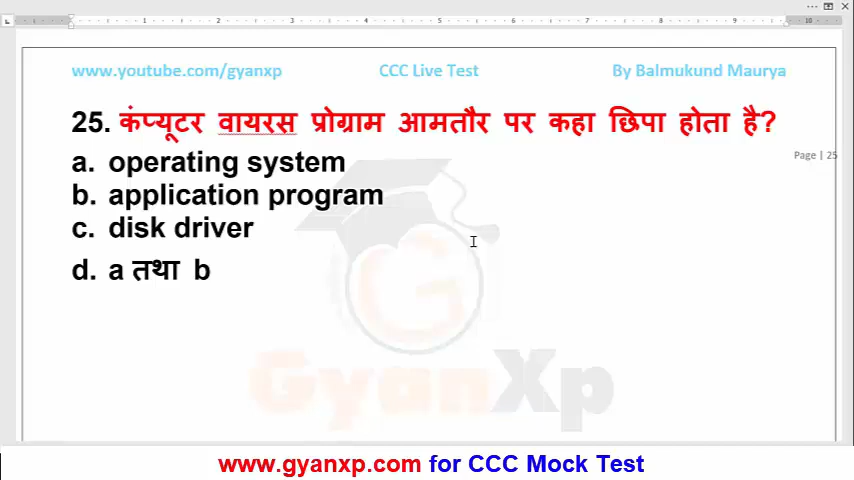 www.youtube.com/gyanxp CCC Live Test By Balmukund Maurya
25. कंप्यूटर वायरस प्रोग्राम आमतौर पर कहा छिपा होता है?
Page | 25
a. operating system
b. application program
c. disk driver
d. a तथा b
GyanXp
www.gyanxp.com for CCC Mock Test